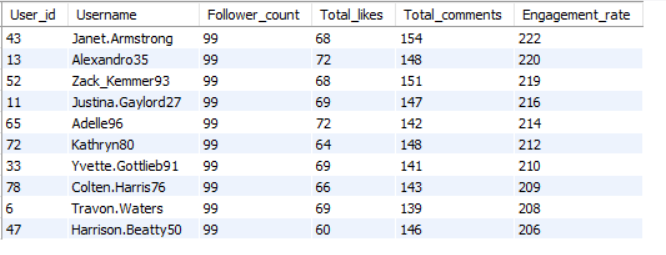 User_id Username Follower_count Total_likes Total_comments Engagement_rate
43 Janet.Armstrong 99 68 154 222
13 Alexandro35 99 72 148 220
52 Zack_Kemmer93 99 68 151 219
11 Justina.Gaylord27 99 69 147 216
65 Adelle96 99 72 142 214
72 Kathryn80 99 64 148 212
33 Yvette.Gottlieb91 99 69 141 210
78 Colten.Harris76 99 66 143 209
6 Travon.Waters 99 69 139 208
47 Harrison.Beatty50 99 60 146 206